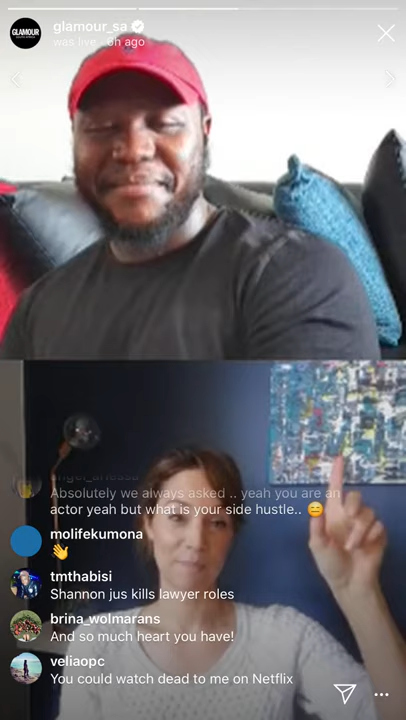 GLAMOUR
glamour_sa
was live · 6h ago
Absolutely we always asked .. yeah you are an
actor yeah but what is your side hustle.. 😑
molifekumona
👋
tmthabisi
Shannon jus kills lawyer roles
brina_wolmarans
And so much heart you have!
veliaopc
You could watch dead to me on Netflix